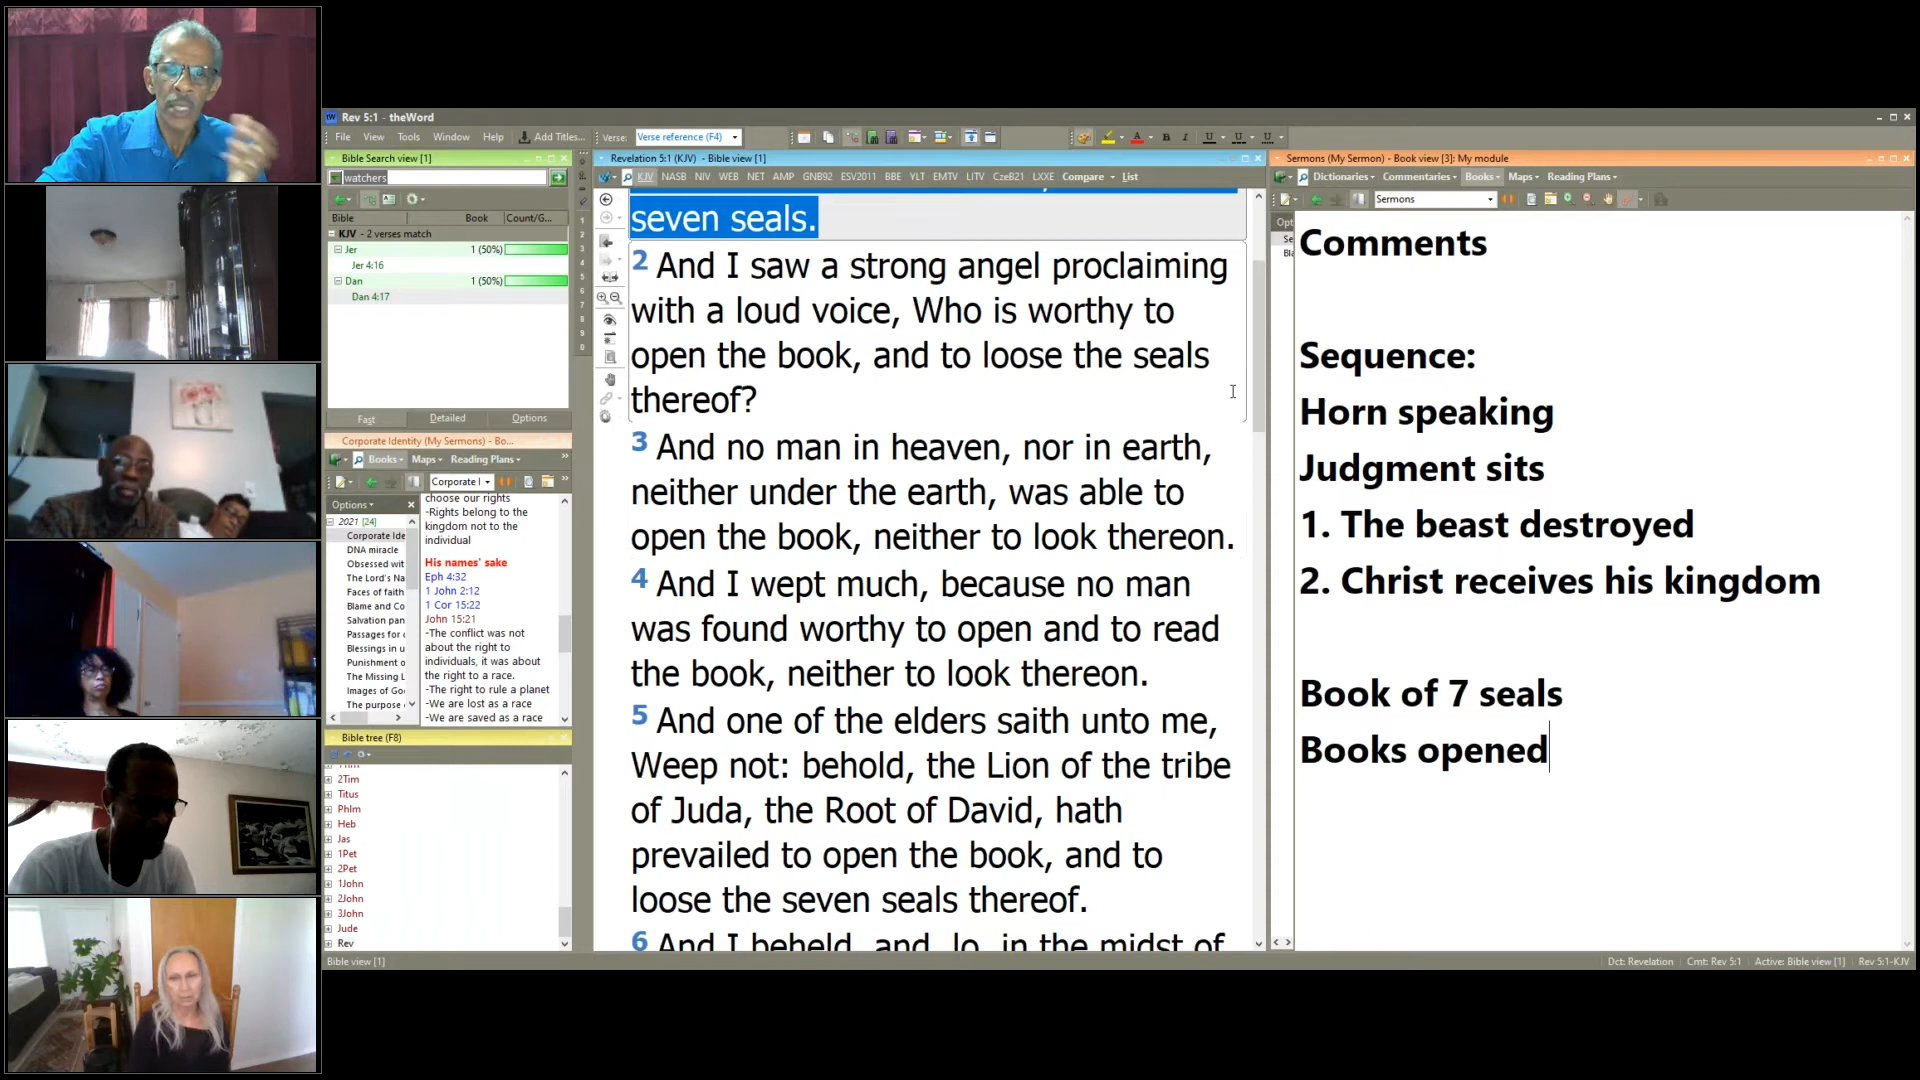 Rev 5:1 - theWord
File View Tools Window Help Add Titles... Verse: Verse reference (F4)
Bible Search view [1]
watchers
Bible Book Count/G...
KJV - 2 verses match
Jer 1 (50%)
Jer 4:16
Dan 1 (50%)
Dan 4:17
Fast Detailed Options
Corporate Identity (My Sermons) - Bo...
Books Maps Reading Plans
Corporate I
Options
2021 [24]
Corporate Ide
DNA miracle
Obsessed wit
The Lord's Na
Faces of faith
Blame and Co
Salvation pan
Passages for
Blessings in u
Punishment o
The Missing L
Images of Go
The purpose
choose our rights
-Rights belong to the
kingdom not to the
individual
His names' sake
Eph 4:32
1 John 2:12
1 Cor 15:22
John 15:21
-The conflict was not
about the right to
individuals, it was about
the right to a race.
-The right to rule a planet
-We are lost as a race
-We are saved as a race
Bible tree (F8)
2Tim
Titus
Phlm
Heb
Jas
1Pet
2Pet
1John
2John
3John
Jude
Rev
Bible view [1]
Revelation 5:1 (KJV) - Bible view [1]
KJV NASB NIV WEB NET AMP GNB92 ESV2011 BBE YLT EMTV LITV CzeB21 LXXE Compare List
seven seals.
2 And I saw a strong angel proclaiming
with a loud voice, Who is worthy to
open the book, and to loose the seals
thereof?
3 And no man in heaven, nor in earth,
neither under the earth, was able to
open the book, neither to look thereon.
4 And I wept much, because no man
was found worthy to open and to read
the book, neither to look thereon.
5 And one of the elders saith unto me,
Weep not: behold, the Lion of the tribe
of Juda, the Root of David, hath
prevailed to open the book, and to
loose the seven seals thereof.
6 And I beheld, and, lo, in the midst of
Sermons (My Sermon) - Book view [3]: My module
Dictionaries Commentaries Books Maps Reading Plans
Sermons
Comments
Sequence:
Horn speaking
Judgment sits
1. The beast destroyed
2. Christ receives his kingdom
Book of 7 seals
Books opened
Dct: Revelation Cmt: Rev 5:1 Active: Bible view [1] Rev 5:1-KJV